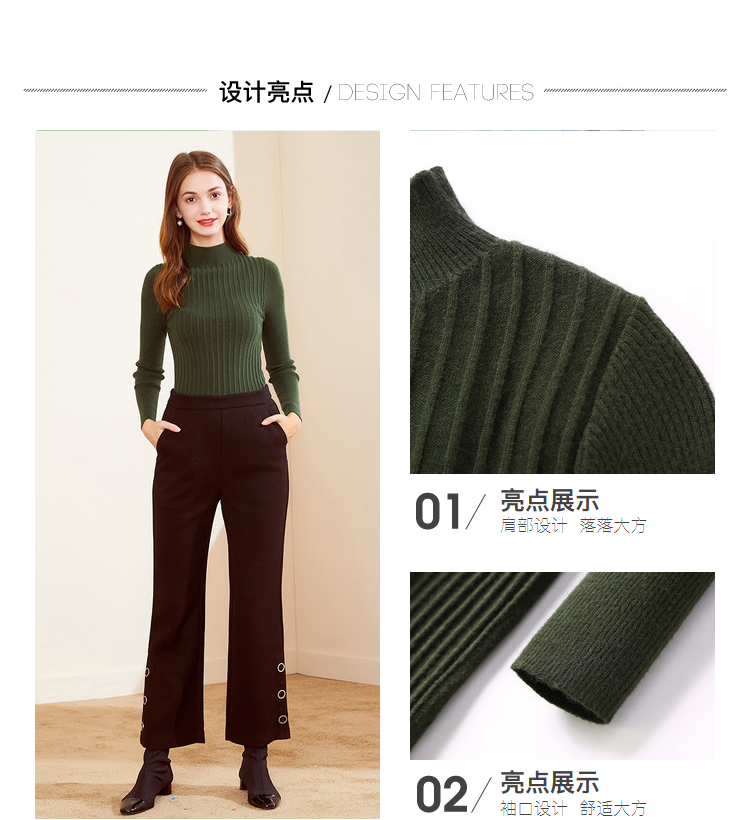 设计亮点 / DESIGN FEATURES
01/ 亮点展示
肩部设计 落落大方
02/ 亮点展示
袖口设计 舒适大方